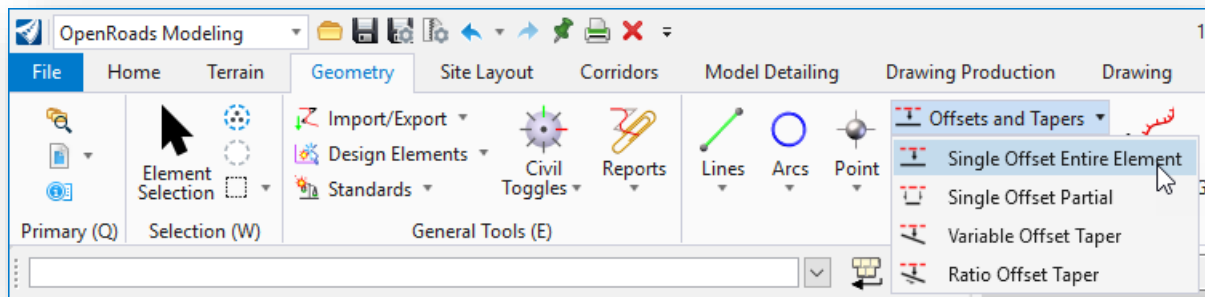 OpenRoads Modeling
File Home Terrain Geometry Site Layout Corridors Model Detailing Drawing Production Drawing
Import/Export
Design Elements
Standards
Element
Selection
Civil
Toggles
Reports
Lines
Arcs
Point
Offsets and Tapers
Single Offset Entire Element
Single Offset Partial
Variable Offset Taper
Ratio Offset Taper
Primary (Q) Selection (W) General Tools (E)